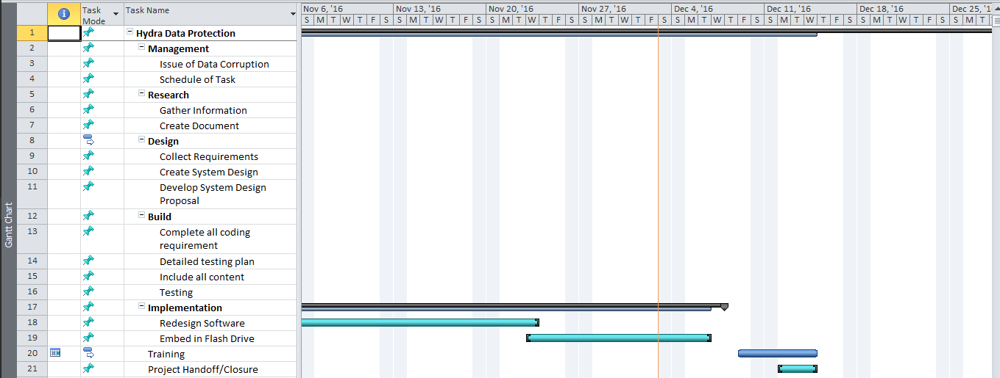 Task Mode
Task Name
Nov 6, '16 Nov 13, '16 Nov 20, '16 Nov 27, '16 Dec 4, '16 Dec 11, '16 Dec 18, '16 Dec 25, '1
S M T W T F S S M T W T F S S M T W T F S S M T W T F S S M T W T F S S M T W T F S S M T W T F S S M T
Gantt Chart
1 Hydra Data Protection
2 Management
3 Issue of Data Corruption
4 Schedule of Task
5 Research
6 Gather Information
7 Create Document
8 Design
9 Collect Requirements
10 Create System Design
11 Develop System Design
Proposal
12 Build
13 Complete all coding
requirement
14 Detailed testing plan
15 Include all content
16 Testing
17 Implementation
18 Redesign Software
19 Embed in Flash Drive
20 Training
21 Project Handoff/Closure